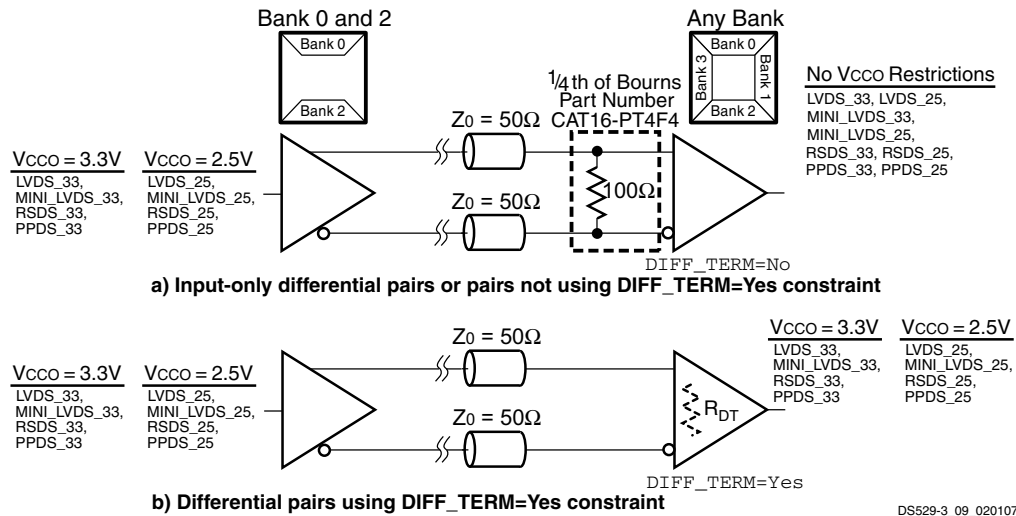 Bank 0 and 2
Bank 0
Bank 2
Any Bank
Bank 0
Bank 3
Bank 1
Bank 2
No VCCO Restrictions
LVDS_33, LVDS_25,
MINI_LVDS_33,
MINI_LVDS_25,
RSDS_33, RSDS_25,
PPDS_33, PPDS_25
1/4th of Bourns
Part Number
CAT16-PT4F4
Z0 = 50Ω
VCCO = 3.3V
LVDS_33,
MINI_LVDS_33,
RSDS_33,
PPDS_33
VCCO = 2.5V
LVDS_25,
MINI_LVDS_25,
RSDS_25,
PPDS_25
100Ω
Z0 = 50Ω
DIFF_TERM=No
a) Input-only differential pairs or pairs not using DIFF_TERM=Yes constraint
Z0 = 50Ω
VCCO = 3.3V
LVDS_33,
MINI_LVDS_33,
RSDS_33,
PPDS_33
VCCO = 2.5V
LVDS_25,
MINI_LVDS_25,
RSDS_25,
PPDS_25
VCCO = 3.3V
LVDS_33,
MINI_LVDS_33,
RSDS_33,
PPDS_33
VCCO = 2.5V
LVDS_25,
MINI_LVDS_25,
RSDS_25,
PPDS_25
Z0 = 50Ω
RDT
DIFF_TERM=Yes
b) Differential pairs using DIFF_TERM=Yes constraint
DS529-3_09_020107